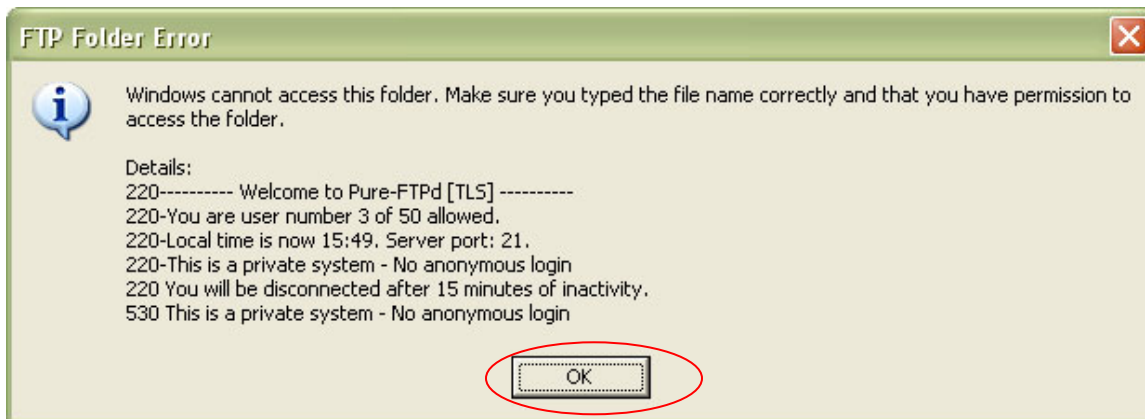 FTP Folder Error
Windows cannot access this folder. Make sure you typed the file name correctly and that you have permission to
access the folder.
Details:
220---------- Welcome to Pure-FTPd [TLS] ----------
220-You are user number 3 of 50 allowed.
220-Local time is now 15:49. Server port: 21.
220-This is a private system - No anonymous login
220 You will be disconnected after 15 minutes of inactivity.
530 This is a private system - No anonymous login
OK